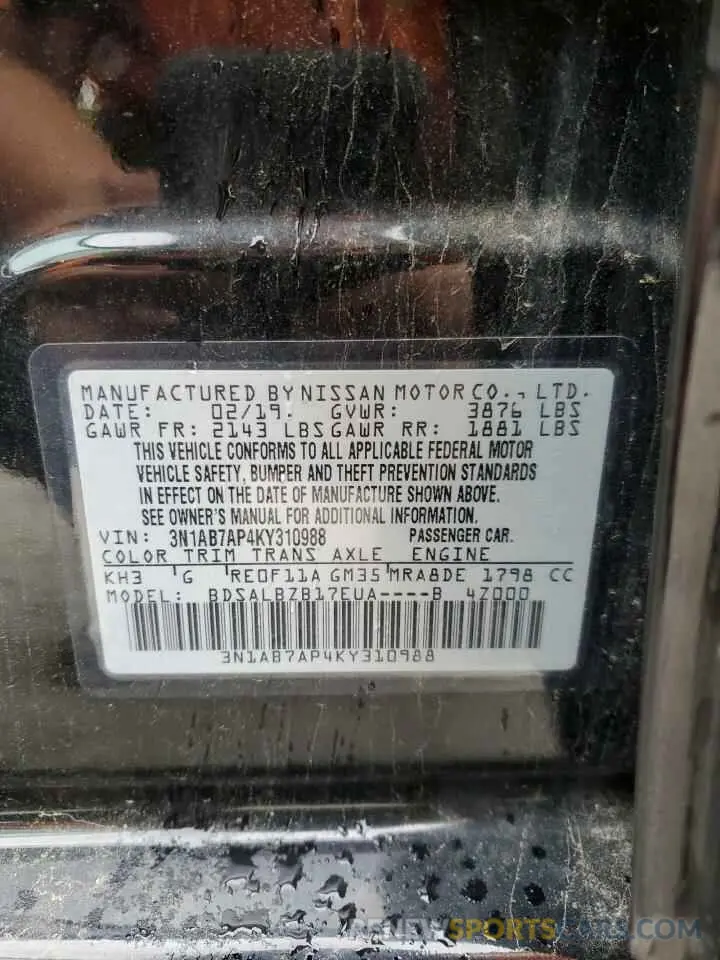 MANUFACTURED BY NISSAN MOTOR CO., LTD.
DATE: 02/19 GVWR: 3876 LBS
GAWR FR: 2143 LBS GAWR RR: 1881 LBS
THIS VEHICLE CONFORMS TO ALL APPLICABLE FEDERAL MOTOR
VEHICLE SAFETY, BUMPER AND THEFT PREVENTION STANDARDS
IN EFFECT ON THE DATE OF MANUFACTURE SHOWN ABOVE.
SEE OWNER'S MANUAL FOR ADDITIONAL INFORMATION.
VIN: 3N1AB7AP4KY310988 PASSENGER CAR.
COLOR TRIM TRANS AXLE ENGINE
KH3 G RE0F11A GM35 MRA8DE 1798 CC
MODEL: BDSALBZB17EUA----B 4Z000
3N1AB7AP4KY310988
RENEWSPORTSCARS.COM